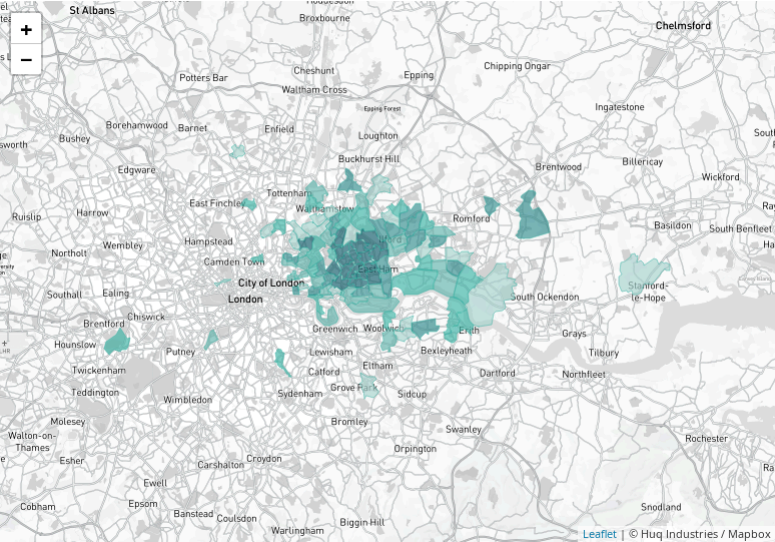 Hoddesdon
St Albans
Broxbourne
Chelmsford
+
−
Cheshunt
Epping
Chipping Ongar
Potters Bar
Waltham Cross
Epping Forest
Ingatestone
Borehamwood
Barnet
Enfield
Bushey
Loughton
sworth
Buckhurst Hill
Billericay
Edgware
Brentwood
Wickford
Tottenham
East Finchley
Walthamstow
Ruislip
Harrow
Romford
Basildon
South Benfleet
Hampstead
Wembley
Northolt
Camden Town
East Ham
City of London
London
Southall
Ealing
South Ockendon
Stanford-
le-Hope
Chiswick
Brentford
Greenwich
Woolwich
Erith
Grays
Hounslow
Putney
Lewisham
Bexleyheath
Tilbury
Twickenham
Eltham
Catford
Dartford
Northfleet
Teddington
Wimbledon
Sydenham
Grove Park
Sidcup
Molesey
Bromley
Swanley
Walton-on-
Thames
Orpington
Rochester
Esher
Carshalton
Croydon
Ewell
Cobham
Epsom
Banstead
Coulsdon
Biggin Hill
Snodland
Warlingham
Leaflet | © Huq Industries / Mapbox